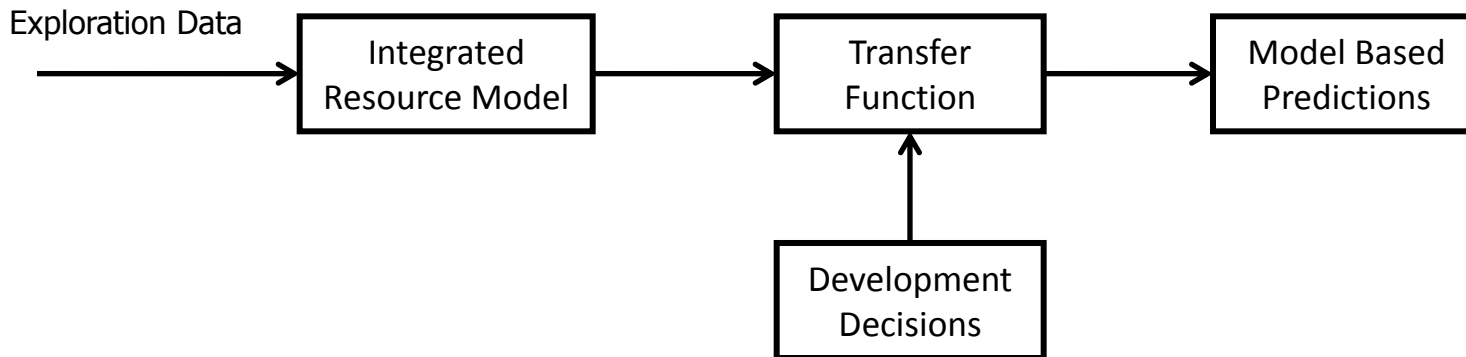 Exploration Data
Integrated
Resource Model
Transfer
Function
Model Based
Predictions
Development
Decisions